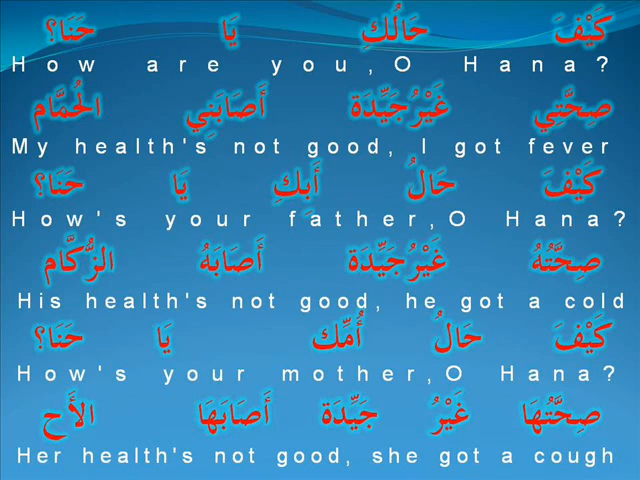 كَيْفَ حَالُكِ يَا حَنَا؟
How are you,O Hana?
صِحَّتِي غَيْرُجَيِّدَة أَصَابَنِي الْحُمَّام
My health's not good, I got fever
كَيْفَ حَالُ أَبِكِ يَا حَنَا؟
How's your father,O Hana?
صِحَّتُهُ غَيْرُجَيِّدَة أَصَابَهُ الزُّكَّام
His health's not good, he got a cold
كَيْفَ حَالُ أُمِّك يَا حَنَا؟
How's your mother,O Hana?
صِحَّتُهَا غَيْرُ جَيِّدَة أَصَابَهَا الأَح
Her health's not good, she got a cough